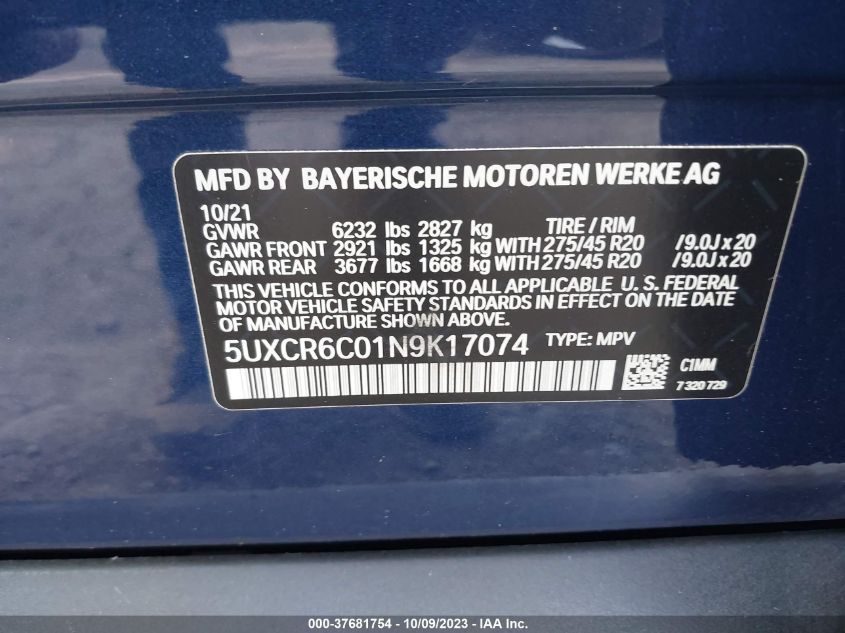 MFD BY BAYERISCHE MOTOREN WERKE AG
10/21
GVWR 6232 lbs 2827 kg TIRE / RIM
GAWR FRONT 2921 lbs 1325 kg WITH 275/45 R20 /9.0J x 20
GAWR REAR 3677 lbs 1668 kg WITH 275/45 R20 /9.0J x 20
THIS VEHICLE CONFORMS TO ALL APPLICABLE U. S. FEDERAL
MOTOR VEHICLE SAFETY STANDARDS IN EFFECT ON THE DATE
OF MANUFACTURE SHOWN ABOVE.
5UXCR6C01N9K17074 TYPE: MPV
C1MM
7 320 729
000-37681754 | 10/09/2023 - IAA Inc.